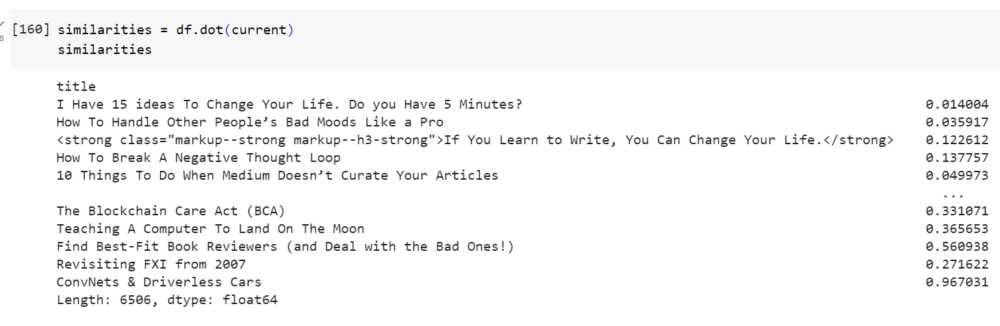 [160] similarities = df.dot(current)
similarities
title
I Have 15 ideas To Change Your Life. Do you Have 5 Minutes? 0.014004
How To Handle Other People’s Bad Moods Like a Pro 0.035917
<strong class="markup--strong markup--h3-strong">If You Learn to Write, You Can Change Your Life.</strong> 0.122612
How To Break A Negative Thought Loop 0.137757
10 Things To Do When Medium Doesn’t Curate Your Articles 0.049973
...
The Blockchain Care Act (BCA) 0.331071
Teaching A Computer To Land On The Moon 0.365653
Find Best-Fit Book Reviewers (and Deal with the Bad Ones!) 0.560938
Revisiting FXI from 2007 0.271622
ConvNets & Driverless Cars 0.967031
Length: 6506, dtype: float64